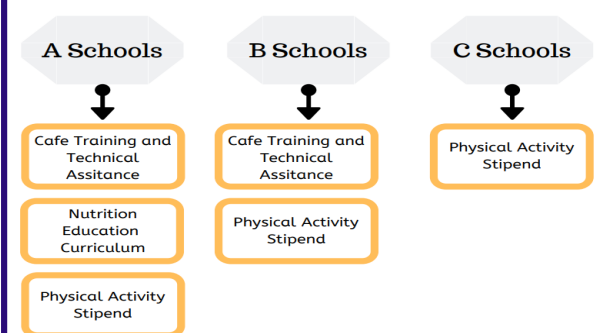 A Schools
B Schools
C Schools
Cafe Training and
Technical
Assitance
Nutrition
Education
Curriculum
Physical Activity
Stipend
Cafe Training and
Technical
Assitance
Physical Activity
Stipend
Physical Activity
Stipend